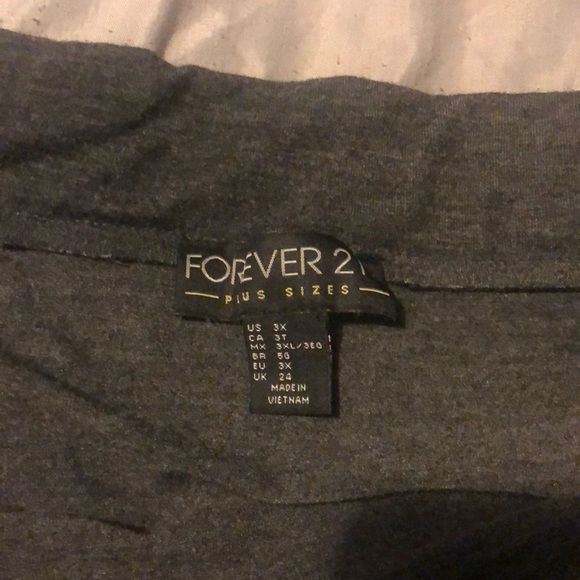 FOREVER 21
PLUS SIZES
US 3X
CA 3T
MX 3XL/3EG
BR 5G
EU 3X
UK 24
MADE IN
VIETNAM